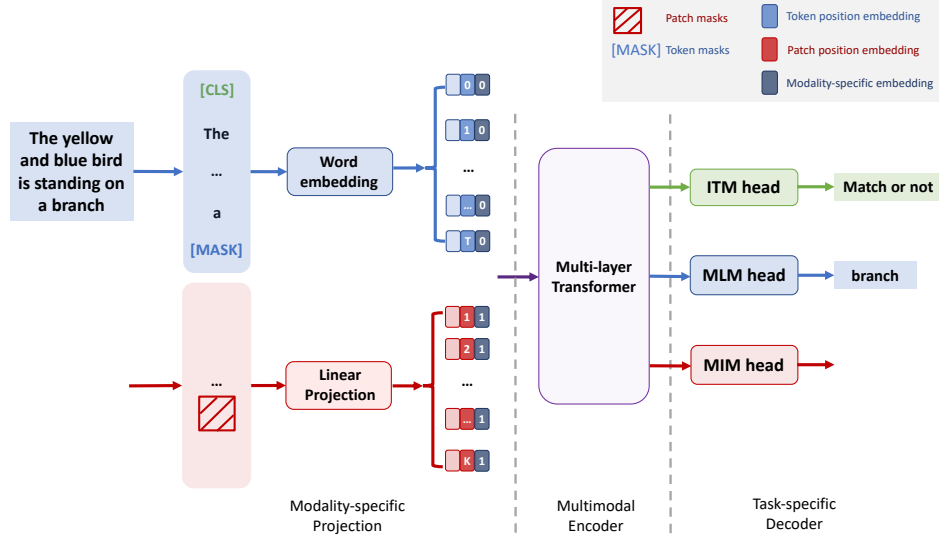 Patch masks
[MASK] Token masks
Token position embedding
Patch position embedding
Modality-specific embedding
The yellow
and blue bird
is standing on
a branch
[CLS]
The
...
a
[MASK]
Word
embedding
0 0
1 0
...
... 0
T 0
Multi-layer
Transformer
ITM head
Match or not
MLM head
branch
MIM head
...
Linear
Projection
1 1
2 1
...
... 1
K 1
Modality-specific
Projection
Multimodal
Encoder
Task-specific
Decoder